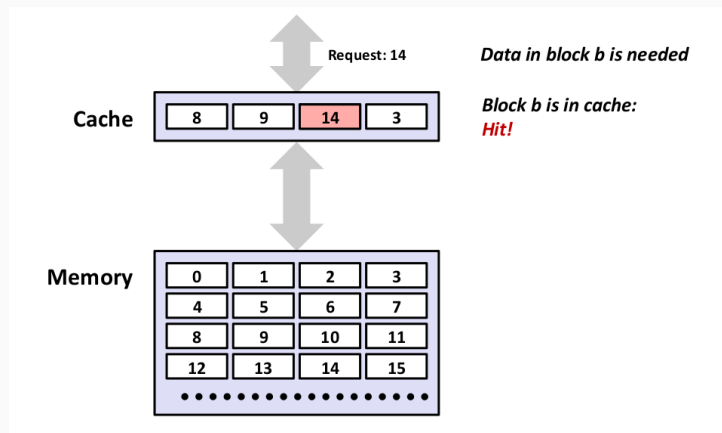 Request: 14
Data in block b is needed
Cache
8 9 14 3
Block b is in cache:
Hit!
Memory
0 1 2 3
4 5 6 7
8 9 10 11
12 13 14 15